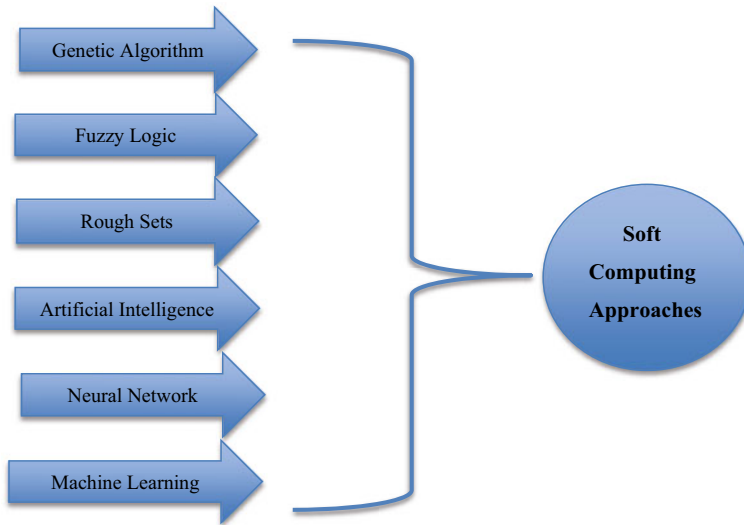 Genetic Algorithm
Fuzzy Logic
Rough Sets
Artificial Intelligence
Neural Network
Machine Learning
Soft
Computing
Approaches